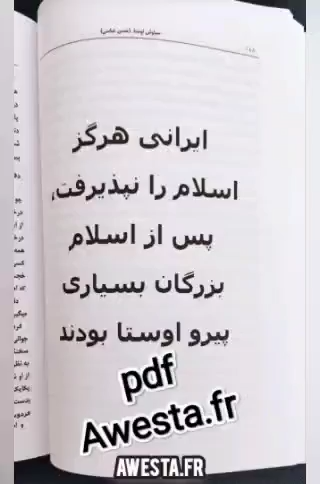 ایرانی هرگز
اسلام را نپذیرفت،
پس از اسلام
بزرگان بسیاری
پیرو اوستا بودند
pdf
Awesta.fr
AWESTA.FR